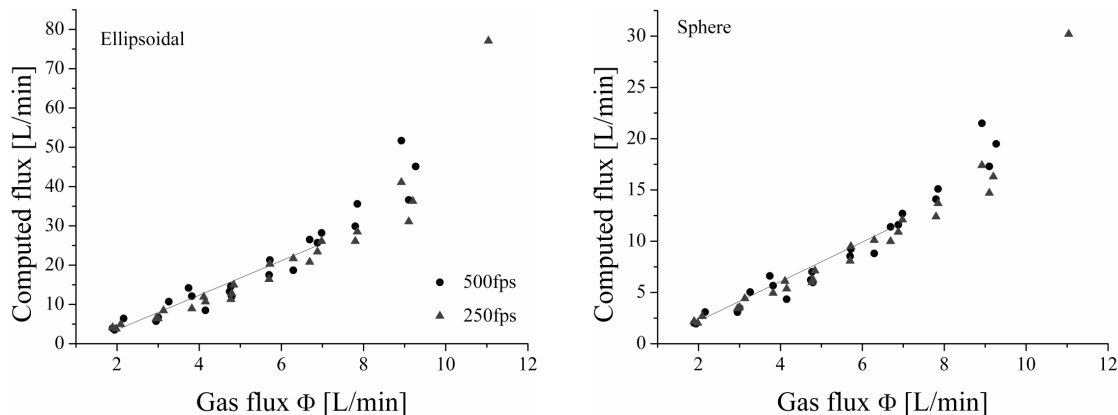 Ellipsoidal
Computed flux [L/min]
80
70
60
50
40
30
20
10
0
500fps
250fps
2 4 6 8 10 12
Gas flux Φ [L/min]
Sphere
Computed flux [L/min]
30
25
20
15
10
5
0
2 4 6 8 10 12
Gas flux Φ [L/min]